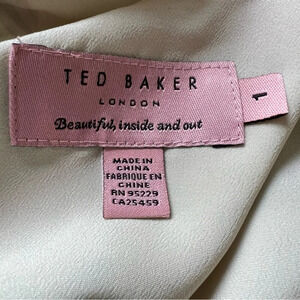 TED BAKER
LONDON
Beautiful, inside and out
1
MADE IN
CHINA
FABRIQUE EN
CHINE
RN 95229
CA25459